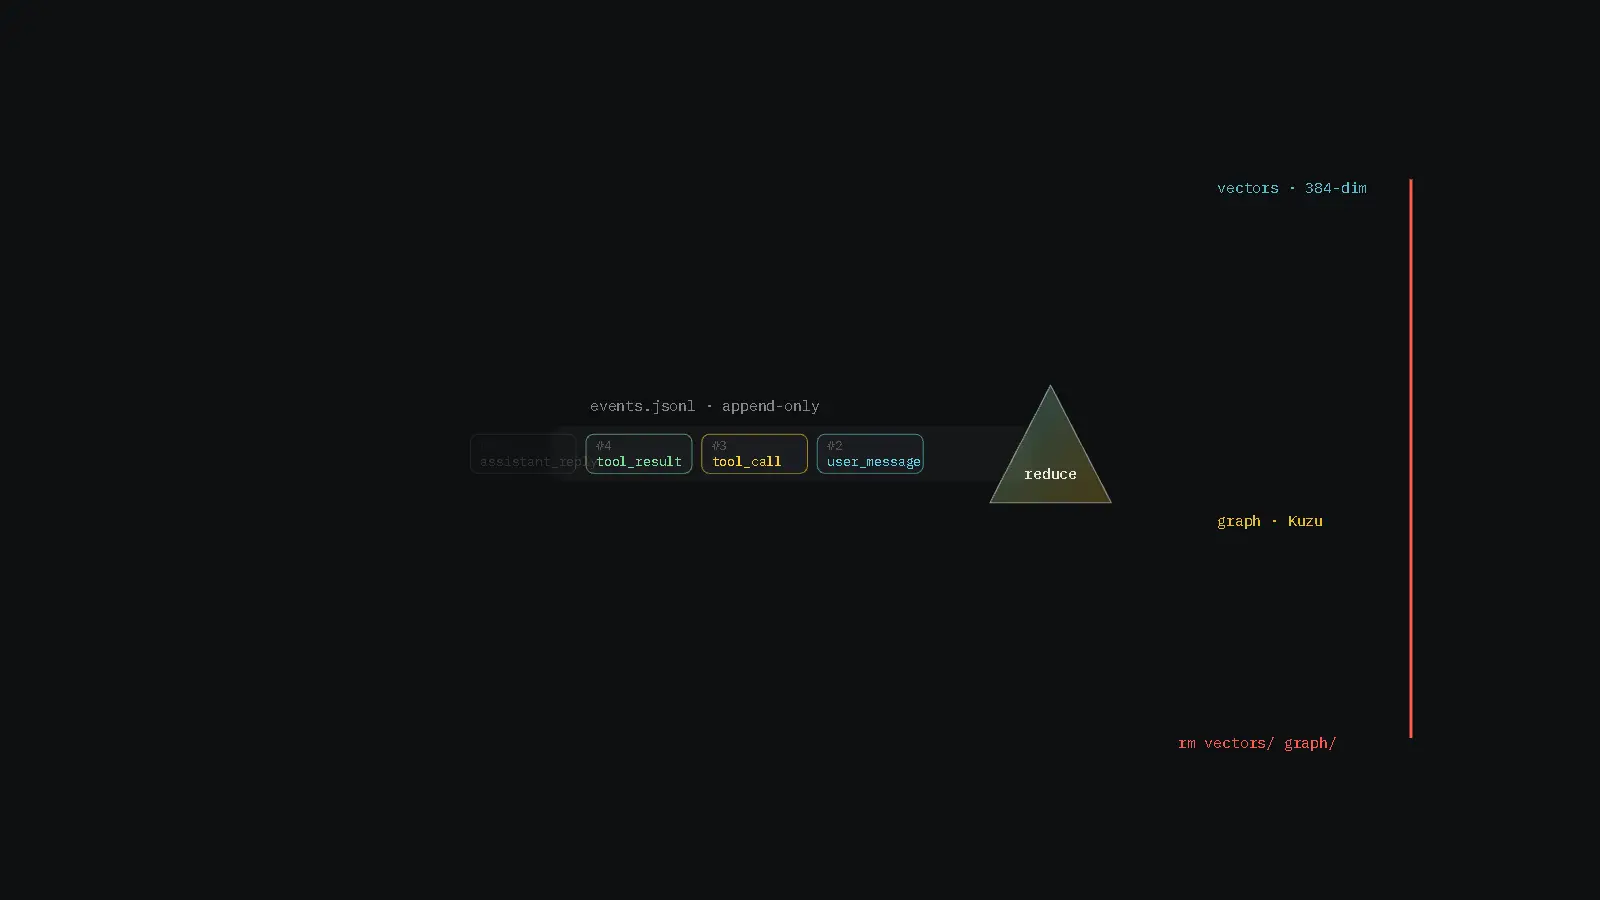 vectors · 384-dim
events.jsonl · append-only
assistant_reply
#4
tool_result
#3
tool_call
#2
user_message
reduce
graph · Kuzu
rm vectors/ graph/